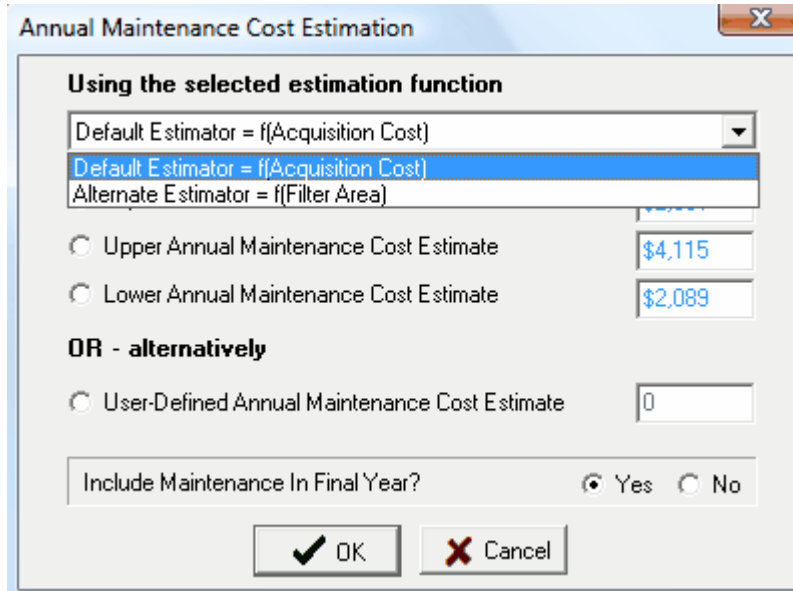 Annual Maintenance Cost Estimation
Using the selected estimation function
Default Estimator = f(Acquisition Cost)
Default Estimator = f(Acquisition Cost)
Alternate Estimator = f(Filter Area)
Upper Annual Maintenance Cost Estimate $4,115
Lower Annual Maintenance Cost Estimate $2,089
OR - alternatively
User-Defined Annual Maintenance Cost Estimate 0
Include Maintenance In Final Year? Yes No
OK Cancel